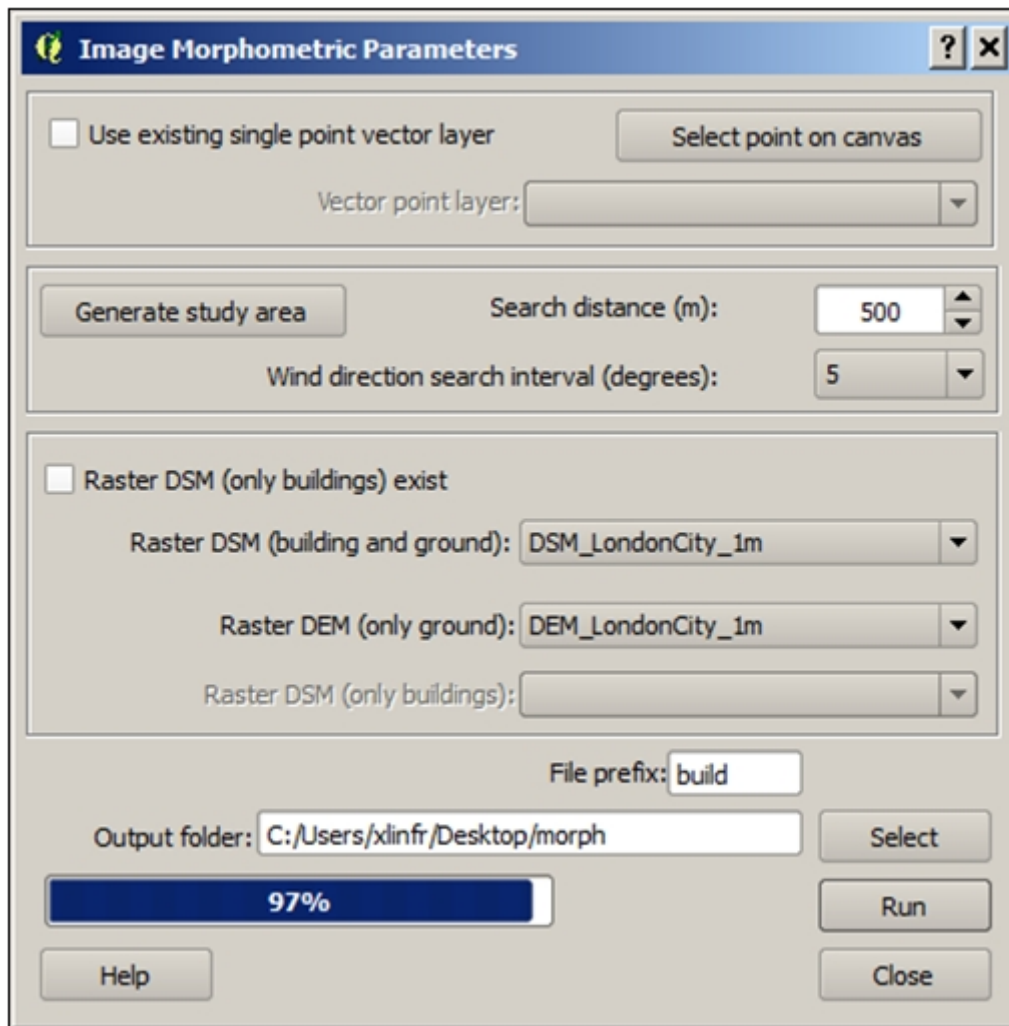 Image Morphometric Parameters ? ×
Use existing single point vector layer
Select point on canvas
Vector point layer:
Generate study area
Search distance (m): 500
Wind direction search interval (degrees): 5
Raster DSM (only buildings) exist
Raster DSM (building and ground): DSM_LondonCity_1m
Raster DEM (only ground): DEM_LondonCity_1m
Raster DSM (only buildings):
File prefix: build
Output folder: C:/Users/xlinfr/Desktop/morph
Select
97%
Run
Help
Close